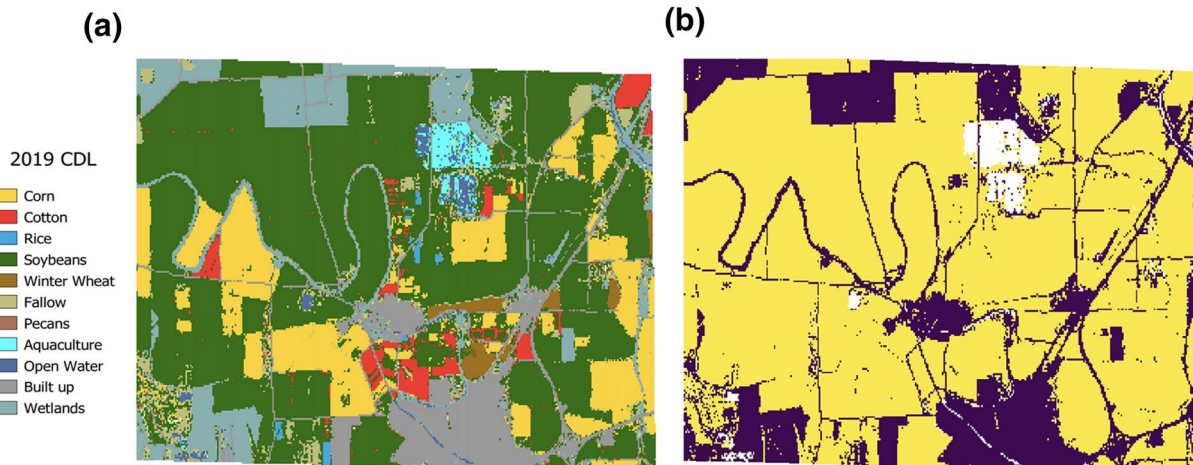 (a)
(b)
2019 CDL
Corn
Cotton
Rice
Soybeans
Winter Wheat
Fallow
Pecans
Aquaculture
Open Water
Built up
Wetlands